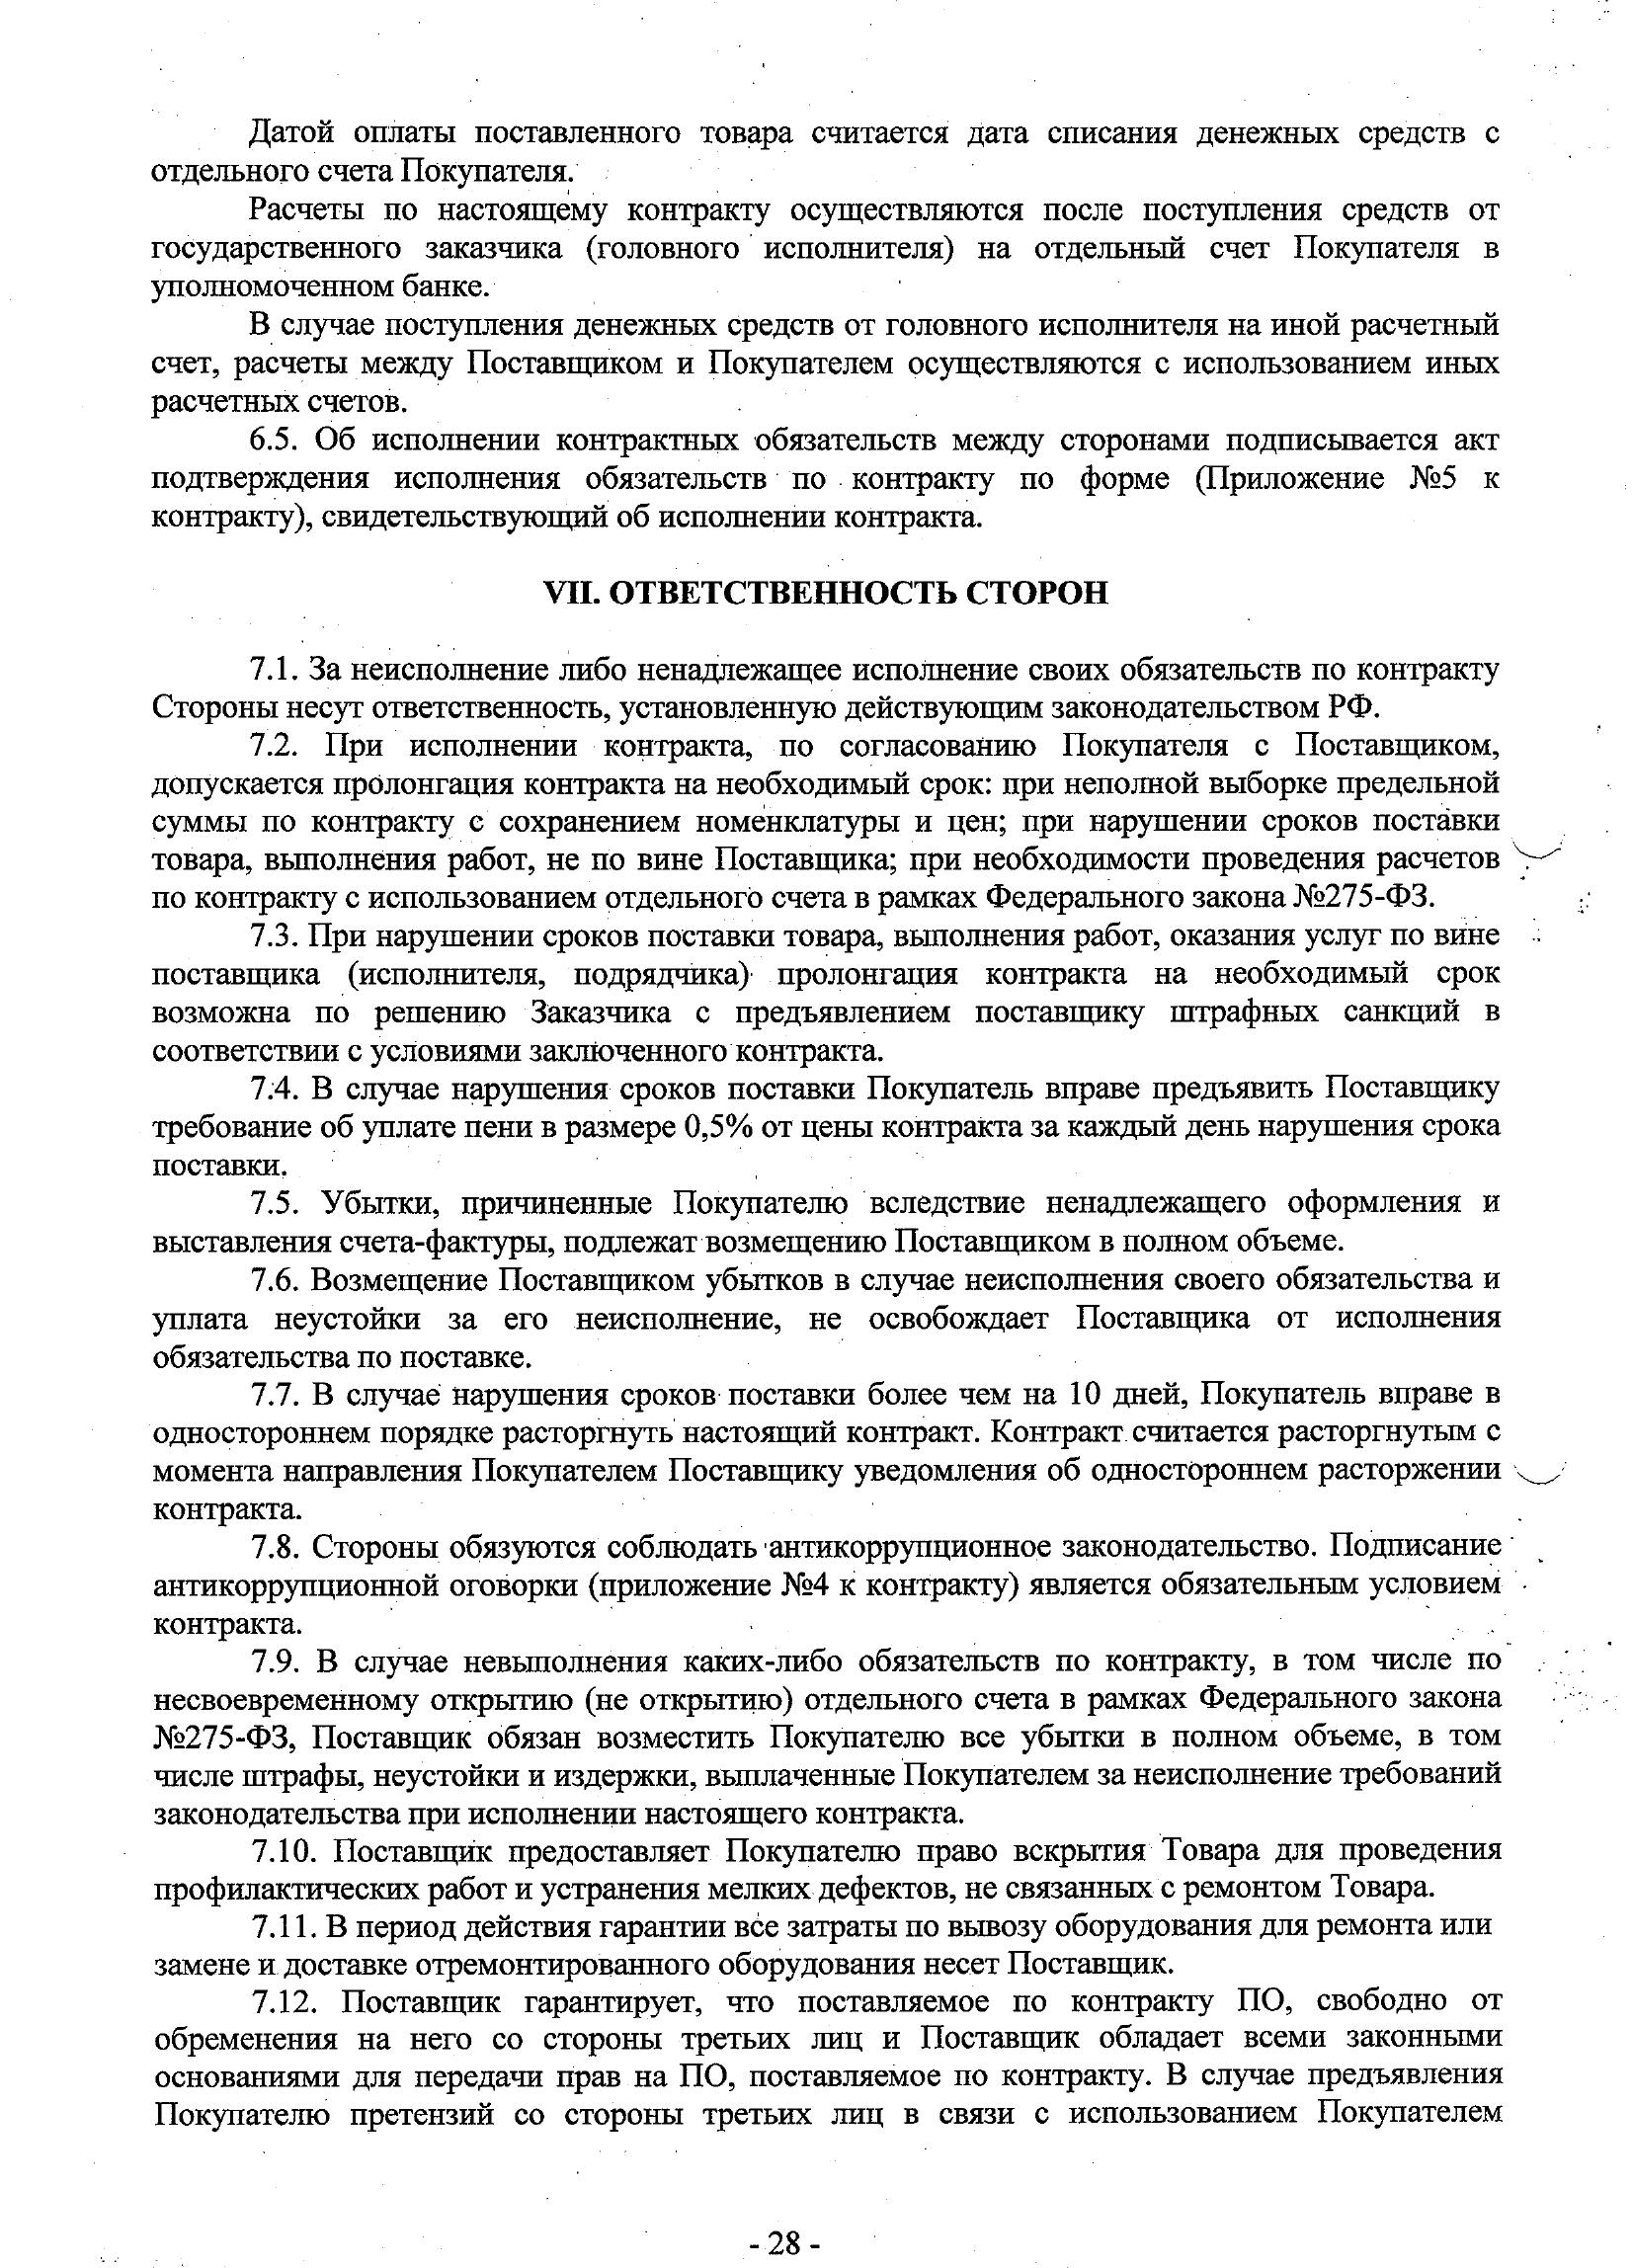 Датой оплаты поставленного товара считается дата списания денежных средств с
отдельного счета Покупателя.
Расчеты по настоящему контракту осуществляются после поступления средств от
государственного заказчика (головного исполнителя) на отдельный счет Покупателя в
уполномоченном банке.
В случае поступления денежных средств от головного исполнителя на иной расчетный
счет, расчеты между Поставщиком и Покупателем осуществляются с использованием иных
расчетных счетов.
6.5. Об исполнении контрактных обязательств между сторонами подписывается акт
подтверждения исполнения обязательств по контракту по форме (Приложение №5 к
контракту), свидетельствующий об исполнении контракта.
VII. ОТВЕТСТВЕННОСТЬ СТОРОН
7.1. За неисполнение либо ненадлежащее исполнение своих обязательств по контракту
Стороны несут ответственность, установленную действующим законодательством РФ.
7.2. При исполнении контракта, по согласованию Покупателя с Поставщиком,
допускается пролонгация контракта на необходимый срок: при неполной выборке предельной
суммы по контракту с сохранением номенклатуры и цен; при нарушении сроков поставки
товара, выполнения работ, не по вине Поставщика; при необходимости проведения расчетов
по контракту с использованием отдельного счета в рамках Федерального закона №275-ФЗ.
7.3. При нарушении сроков поставки товара, выполнения работ, оказания услуг по вине
поставщика (исполнителя, подрядчика) пролонгация контракта на необходимый срок
возможна по решению Заказчика с предъявлением поставщику штрафных санкций в
соответствии с условиями заключенного контракта.
7.4. В случае нарушения сроков поставки Покупатель вправе предъявить Поставщику
требование об уплате пени в размере 0,5% от цены контракта за каждый день нарушения срока
поставки.
7.5. Убытки, причиненные Покупателю вследствие ненадлежащего оформления и
выставления счета-фактуры, подлежат возмещению Поставщиком в полном объеме.
7.6. Возмещение Поставщиком убытков в случае неисполнения своего обязательства и
уплата неустойки за его неисполнение, не освобождает Поставщика от исполнения
обязательства по поставке.
7.7. В случае нарушения сроков поставки более чем на 10 дней, Покупатель вправе в
одностороннем порядке расторгнуть настоящий контракт. Контракт считается расторгнутым с
момента направления Покупателем Поставщику уведомления об одностороннем расторжении
контракта.
7.8. Стороны обязуются соблюдать антикоррупционное законодательство. Подписание
антикоррупционной оговорки (приложение №4 к контракту) является обязательным условием
контракта.
7.9. В случае невыполнения каких-либо обязательств по контракту, в том числе по
несвоевременному открытию (не открытию) отдельного счета в рамках Федерального закона
№275-ФЗ, Поставщик обязан возместить Покупателю все убытки в полном объеме, в том
числе штрафы, неустойки и издержки, выплаченные Покупателем за неисполнение требований
законодательства при исполнении настоящего контракта.
7.10. Поставщик предоставляет Покупателю право вскрытия Товара для проведения
профилактических работ и устранения мелких дефектов, не связанных с ремонтом Товара.
7.11. В период действия гарантии все затраты по вывозу оборудования для ремонта или
замене и доставке отремонтированного оборудования несет Поставщик.
7.12. Поставщик гарантирует, что поставляемое по контракту ПО, свободно от
обременения на него со стороны третьих лиц и Поставщик обладает всеми законными
основаниями для передачи прав на ПО, поставляемое по контракту. В случае предъявления
Покупателю претензий со стороны третьих лиц в связи с использованием Покупателем
- 28 -